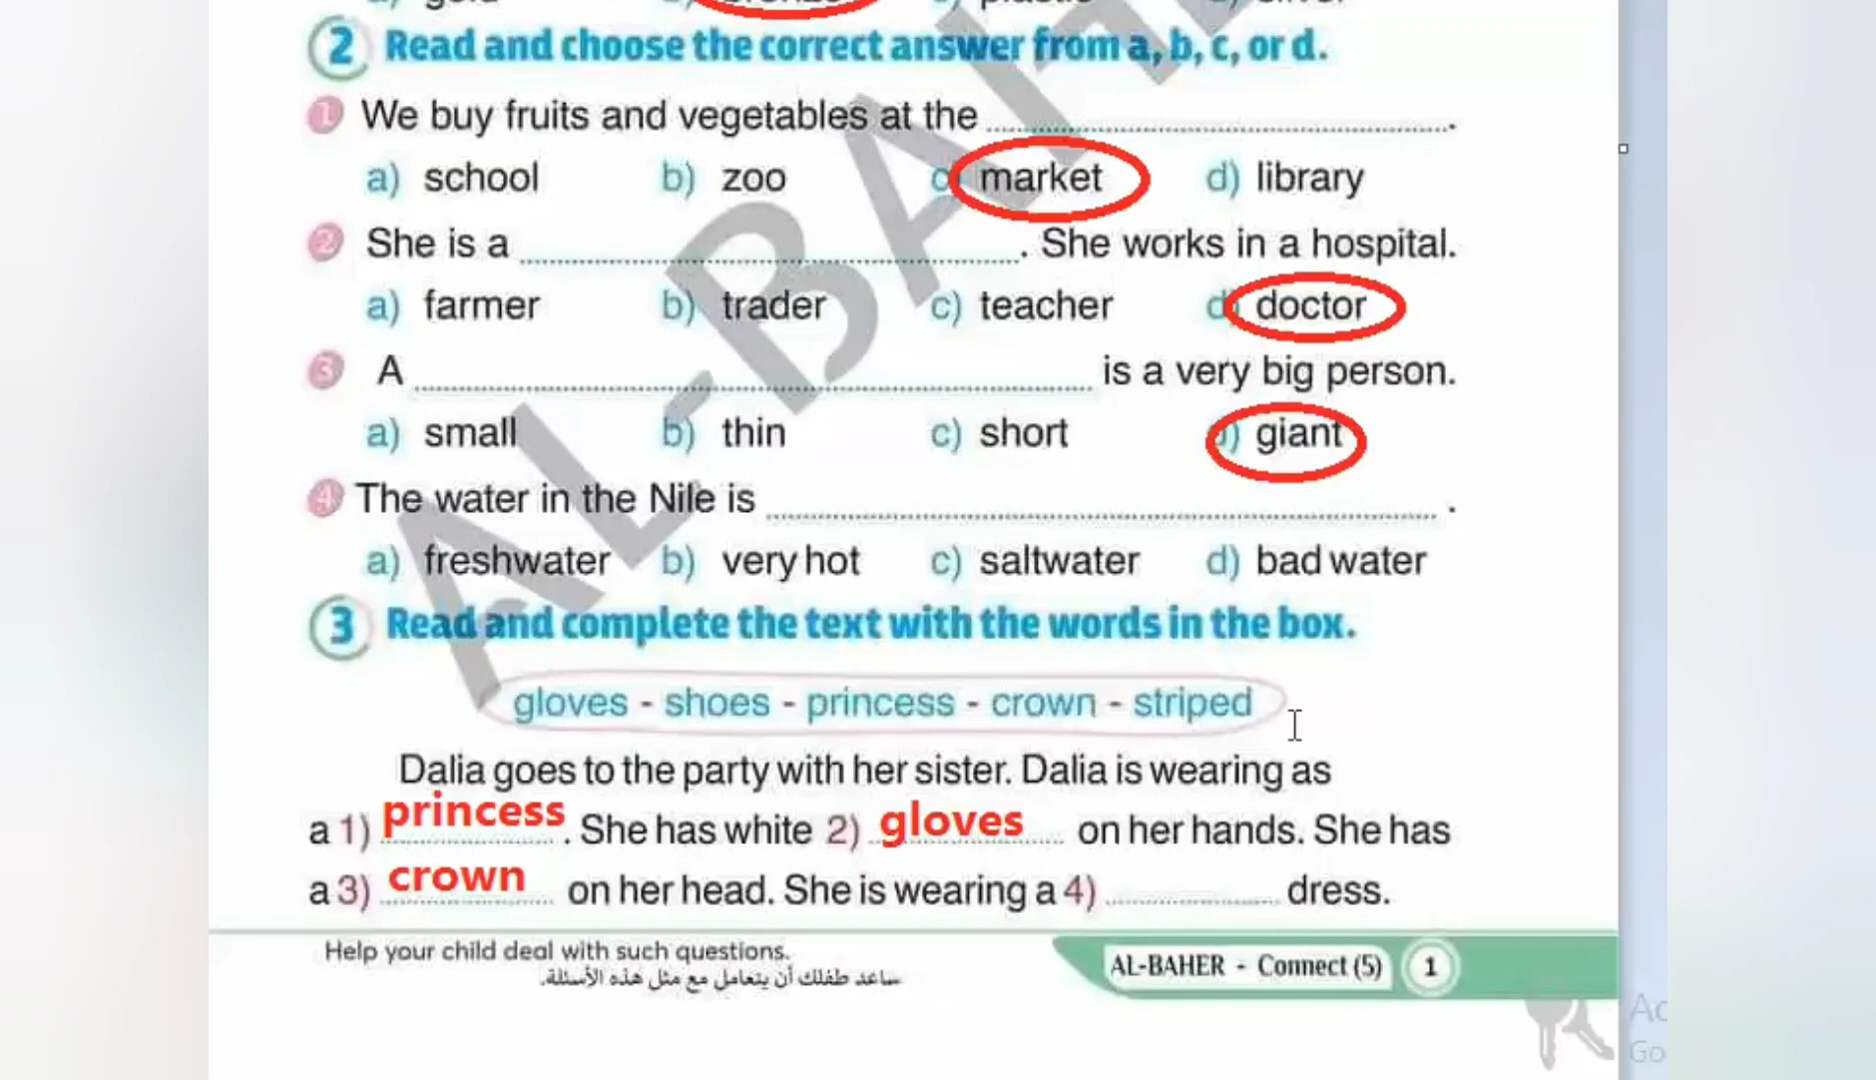 2 Read and choose the correct answer from a, b, c, or d.
1 We buy fruits and vegetables at the ........................ .
a) school b) zoo c) market d) library
2 She is a ........................ . She works in a hospital.
a) farmer b) trader c) teacher d) doctor
3 A ........................ is a very big person.
a) small b) thin c) short d) giant
4 The water in the Nile is ........................ .
a) freshwater b) very hot c) saltwater d) bad water
3 Read and complete the text with the words in the box.
gloves - shoes - princess - crown - striped
Dalia goes to the party with her sister. Dalia is wearing as
a 1) princess . She has white 2) gloves on her hands. She has
a 3) crown on her head. She is wearing a 4) ............ dress.
Help your child deal with such questions.
ساعد طفلك أن يتعامل مع مثل هذه الأسئلة.
AL-BAHER - Connect (5) 1
AL-BAHE